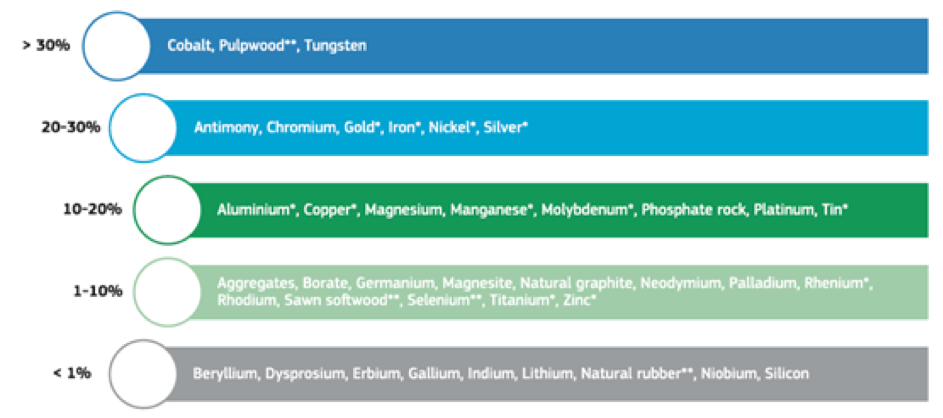 > 30%
Cobalt, Pulpwood**, Tungsten
20-30%
Antimony, Chromium, Gold*, Iron*, Nickel*, Silver*
10-20%
Aluminium*, Copper*, Magnesium, Manganese*, Molybdenum*, Phosphate rock, Platinum, Tin*
1-10%
Aggregates, Borate, Germanium, Magnesite, Natural graphite, Neodymium, Palladium, Rhenium*,
Rhodium, Sawn softwood**, Selenium**, Titanium*, Zinc*
< 1%
Beryllium, Dysprosium, Erbium, Gallium, Indium, Lithium, Natural rubber**, Niobium, Silicon